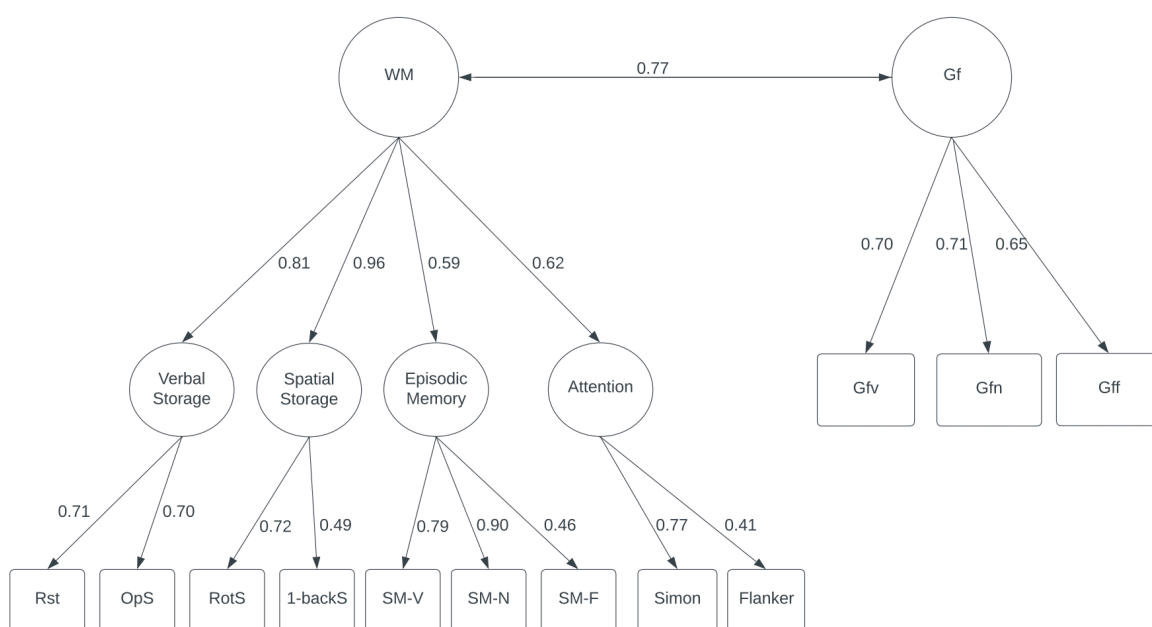 WM
0.77
Gf
0.81
0.96
0.59
0.62
0.70
0.71
0.65
Verbal
Storage
Spatial
Storage
Episodic
Memory
Attention
Gfv
Gfn
Gff
0.71
0.70
0.72
0.49
0.79
0.90
0.46
0.77
0.41
Rst
OpS
RotS
1-backS
SM-V
SM-N
SM-F
Simon
Flanker